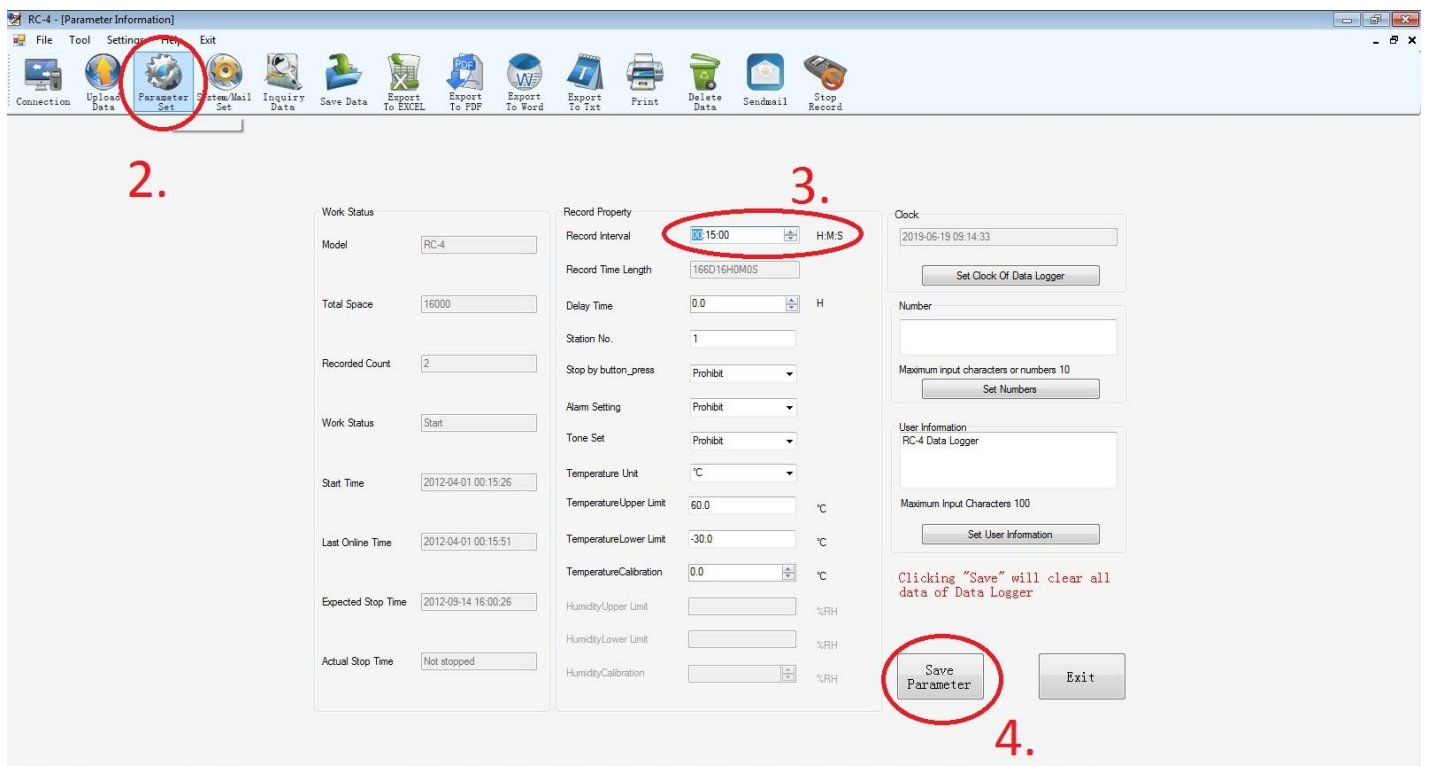 RC-4 - [Parameter Information]
File Tool Settings Help Exit
Connection
Upload Data
Parameter Set
System/Mail Set
Inquiry Data
Save Data
Export To EXCEL
Export To PDF
Export To Word
Export To Txt
Print
Delete Data
Sendmail
Stop Record
2.
3.
Work Status
Model RC-4
Total Space 16000
Recorded Count 2
Work Status Start
Start Time 2012-04-01 00:15:26
Last Online Time 2012-04-01 00:15:51
Expected Stop Time 2012-09-14 16:00:26
Actual Stop Time Not stopped
Record Property
Record Interval 00:15:00 H:M:S
Record Time Length 166D16H0M0S
Delay Time 0.0 H
Station No. 1
Stop by button_press Prohibit
Alarm Setting Prohibit
Tone Set Prohibit
Temperature Unit °C
TemperatureUpper Limit 60.0 °C
TemperatureLower Limit -30.0 °C
TemperatureCalibration 0.0 °C
HumidityUpper Limit %RH
HumidityLower Limit %RH
HumidityCalibration %RH
Clock
2019-06-19 09:14:33
Set Clock Of Data Logger
Number
Maximum input characters or numbers 10
Set Numbers
User Information
RC-4 Data Logger
Maximum Input Characters 100
Set User Information
Clicking "Save" will clear all
data of Data Logger
Save
Parameter
Exit
4.